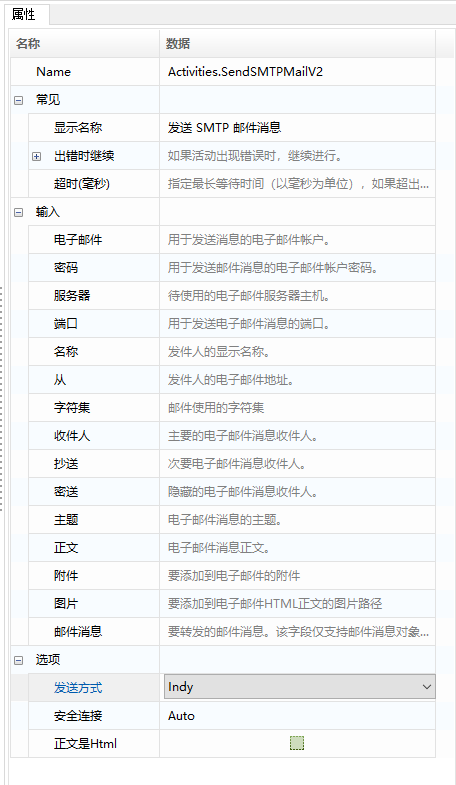 属性
名称 数据
Name Activities.SendSMTPMailV2
常见
显示名称 发送 SMTP 邮件消息
出错时继续 如果活动出现错误时，继续进行。
超时(毫秒) 指定最长等待时间（以毫秒为单位），如果超出...
输入
电子邮件 用于发送消息的电子邮件帐户。
密码 用于发送邮件消息的电子邮件帐户密码。
服务器 待使用的电子邮件服务器主机。
端口 用于发送电子邮件消息的端口。
名称 发件人的显示名称。
从 发件人的电子邮件地址。
字符集 邮件使用的字符集
收件人 主要的电子邮件消息收件人。
抄送 次要电子邮件消息收件人。
密送 隐藏的电子邮件消息收件人。
主题 电子邮件消息的主题。
正文 电子邮件消息正文。
附件 要添加到电子邮件的附件
图片 要添加到电子邮件HTML正文的图片路径
邮件消息 要转发的邮件消息。该字段仅支持邮件消息对象...
选项
发送方式 Indy
安全连接 Auto
正文是Html